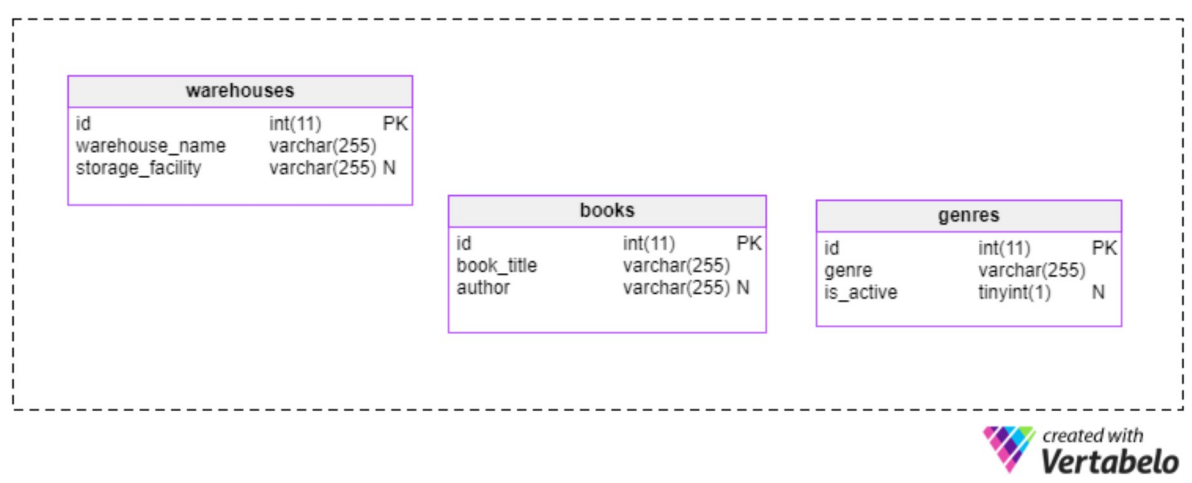 warehouses
id int(11) PK
warehouse_name varchar(255)
storage_facility varchar(255) N
books
id int(11) PK
book_title varchar(255)
author varchar(255) N
genres
id int(11) PK
genre varchar(255)
is_active tinyint(1) N
created with
Vertabelo